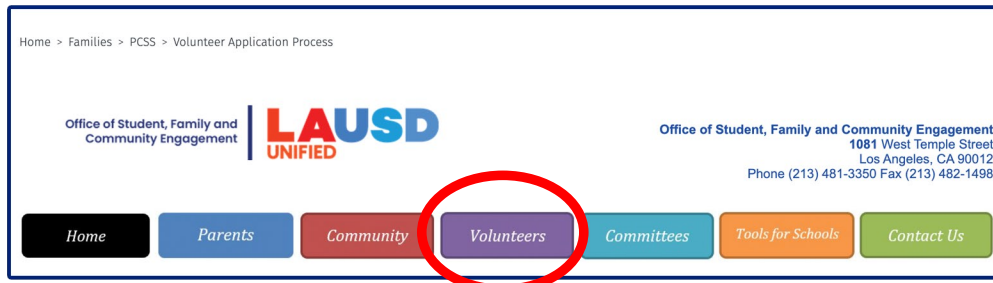 Home > Families > PCSS > Volunteer Application Process
Office of Student, Family and
Community Engagement
LAUSD
UNIFIED
Office of Student, Family and Community Engagement
1081 West Temple Street
Los Angeles, CA 90012
Phone (213) 481-3350 Fax (213) 482-1498
Home Parents Community Volunteers Committees Tools for Schools Contact Us